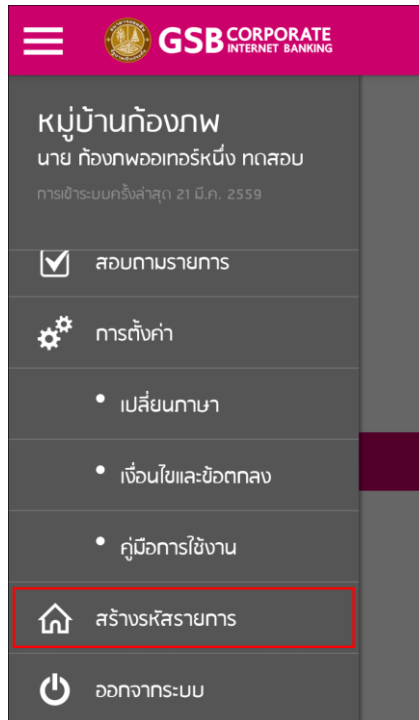 GSB CORPORATE
INTERNET BANKING
หมู่บ้านก้องภพ
นาย ก้องภพออเทอร์หนึ่ง ทดสอบ
การเข้าระบบครั้งล่าสุด 21 มี.ค. 2559
สอบถามรายการ
การตั้งค่า
• เปลี่ยนภาษา
• เงื่อนไขและข้อตกลง
• คู่มือการใช้งาน
สร้างรหัสรายการ
ออกจากระบบ